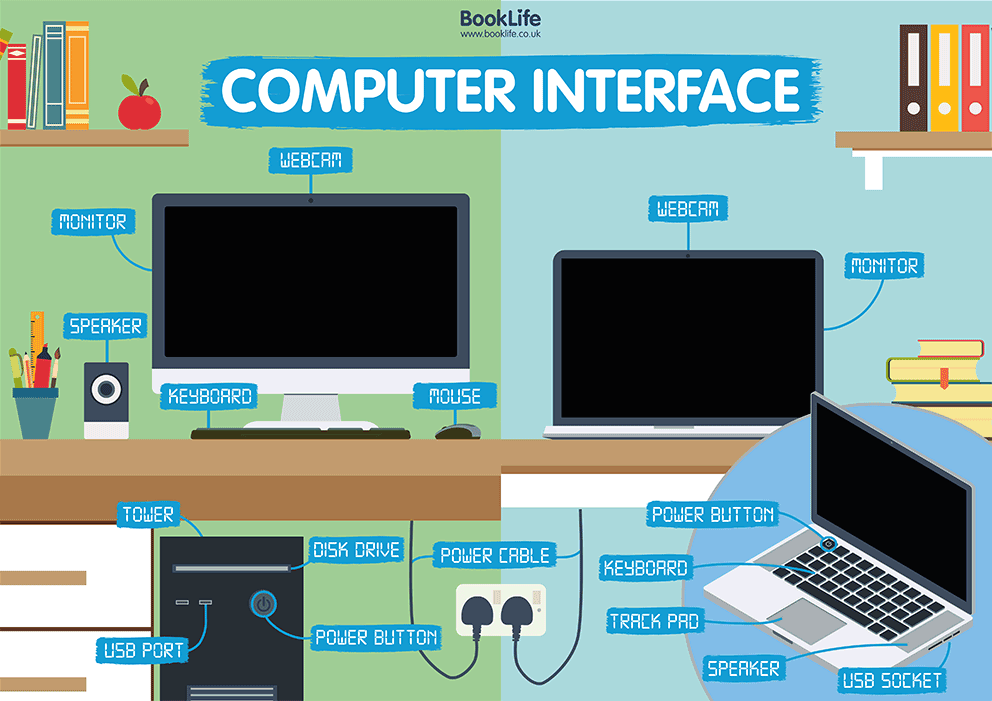 BookLife
www.booklife.co.uk
COMPUTER INTERFACE
WEBCAM
MONITOR
SPEAKER
KEYBOARD
MOUSE
TOWER
DISK DRIVE
POWER CABLE
USB PORT
POWER BUTTON
WEBCAM
MONITOR
POWER BUTTON
KEYBOARD
TRACK PAD
SPEAKER
USB SOCKET